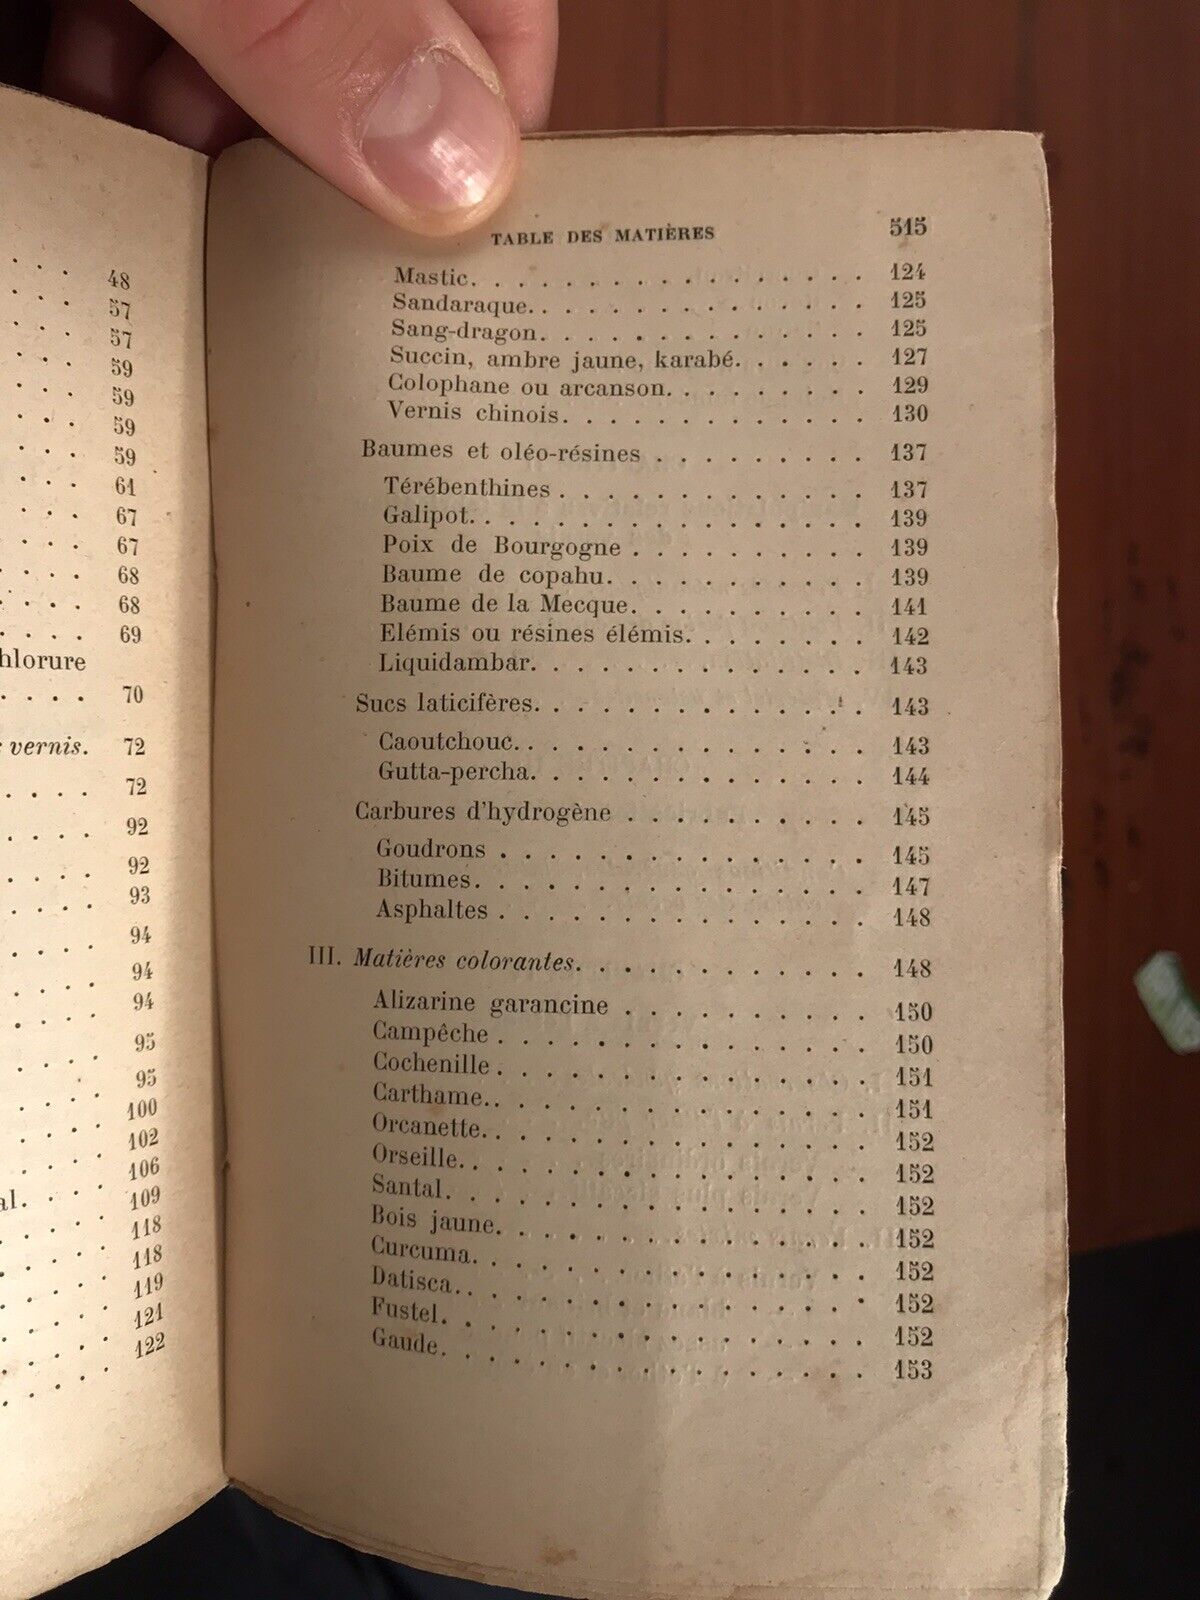 48
57
57
59
59
59
59
61
67
67
68
68
69
hlorure
. . . . 70
vernis. 72
72
92
92
93
94
94
94
95
95
100
102
106
al. 109
118
118
119
121
122
TABLE DES MATIÈRES 515
Mastic. . . . . . . . . . . . . . . . . 124
Sandaraque. . . . . . . . . . . . . . . 125
Sang-dragon. . . . . . . . . . . . . . 125
Succin, ambre jaune, karabé. . . . . . 127
Colophane ou arcanson. . . . . . . . . 129
Vernis chinois. . . . . . . . . . . . . 130
Baumes et oléo-résines . . . . . . . . . 137
Térébenthines . . . . . . . . . . . . . 137
Galipot. . . . . . . . . . . . . . . . . 139
Poix de Bourgogne . . . . . . . . . . 139
Baume de copahu. . . . . . . . . . . 139
Baume de la Mecque. . . . . . . . . . 141
Elémis ou résines élémis. . . . . . . . 142
Liquidambar. . . . . . . . . . . . . . 143
Sucs laticifères. . . . . . . . . . . . . . 143
Caoutchouc. . . . . . . . . . . . . . . 143
Gutta-percha. . . . . . . . . . . . . . 144
Carbures d'hydrogène . . . . . . . . . . 145
Goudrons . . . . . . . . . . . . . . . 145
Bitumes. . . . . . . . . . . . . . . . . 147
Asphaltes . . . . . . . . . . . . . . . 148
III. Matières colorantes. . . . . . . . . . . . 148
Alizarine garancine . . . . . . . . . . 150
Campêche . . . . . . . . . . . . . . . 150
Cochenille . . . . . . . . . . . . . . . 151
Carthame. . . . . . . . . . . . . . . . 151
Orcanette. . . . . . . . . . . . . . . . 152
Orseille. . . . . . . . . . . . . . . . . 152
Santal. . . . . . . . . . . . . . . . . . 152
Bois jaune. . . . . . . . . . . . . . . . 152
Curcuma. . . . . . . . . . . . . . . . . 152
Datisca. . . . . . . . . . . . . . . . . . 152
Fustel. . . . . . . . . . . . . . . . . . 152
Gaude. . . . . . . . . . . . . . . . . . 153